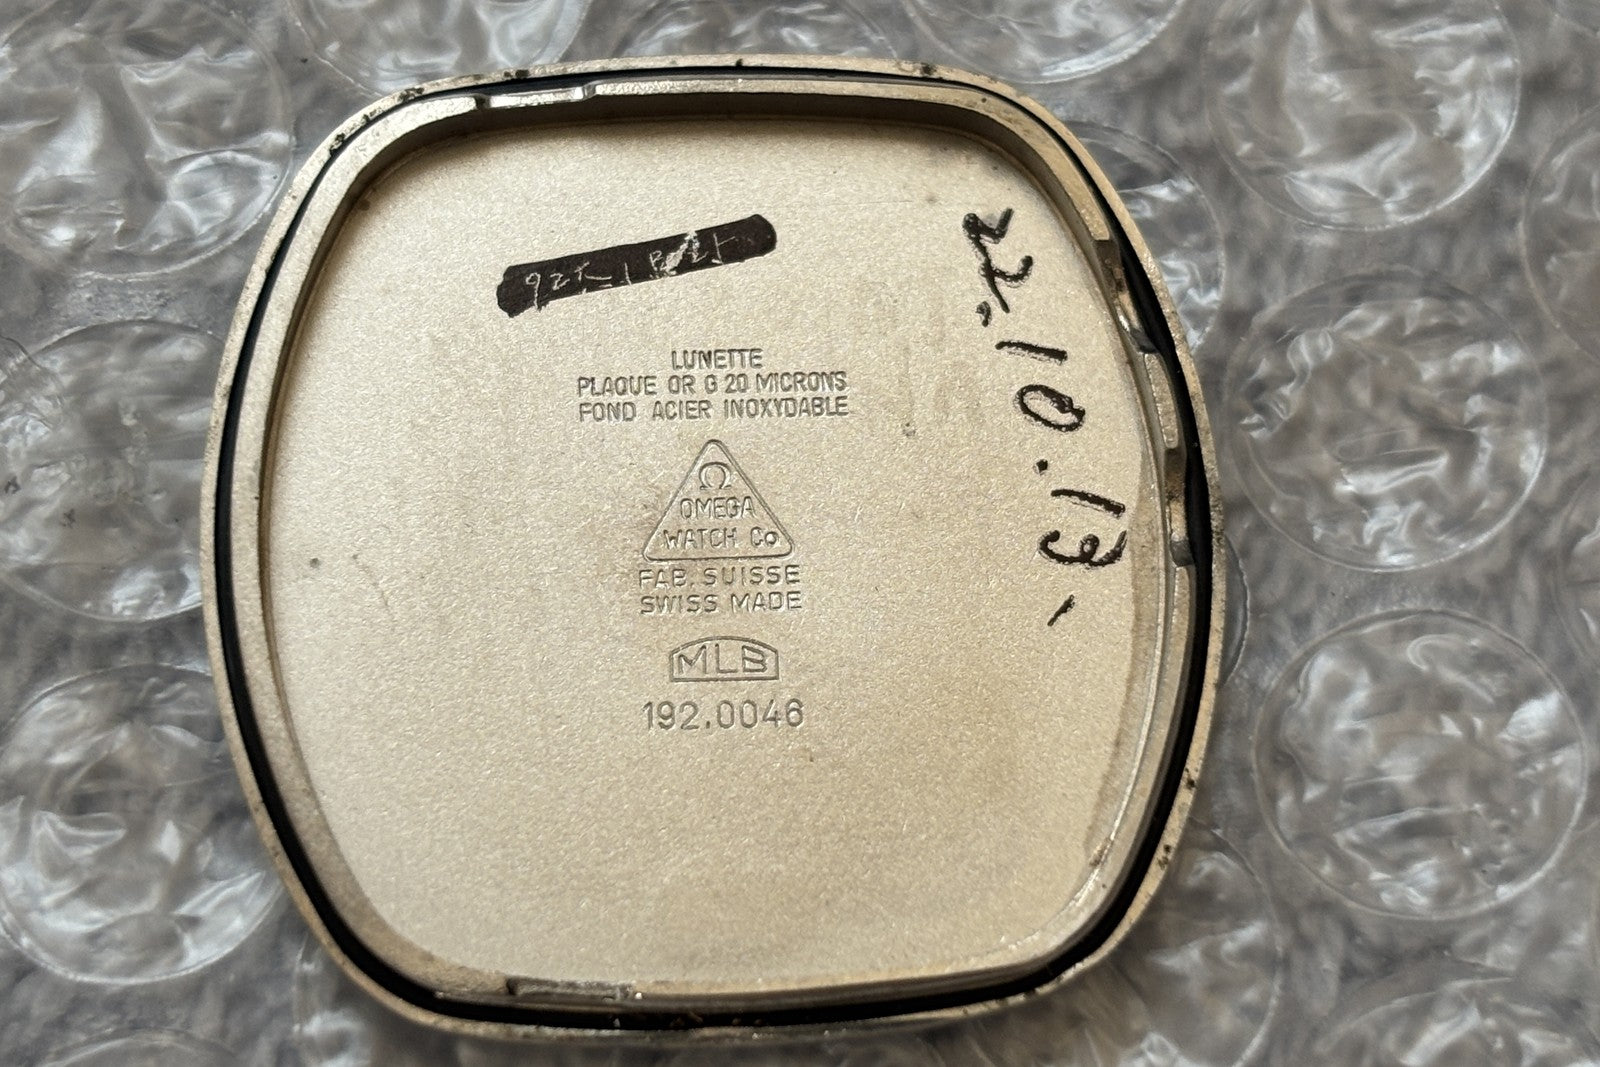 LUNETTE
PLAQUE OR G 20 MICRONS
FOND ACIER INOXYDABLE
Ω
OMEGA
WATCH Co
FAB. SUISSE
SWISS MADE
MLB
192.0046
10.13